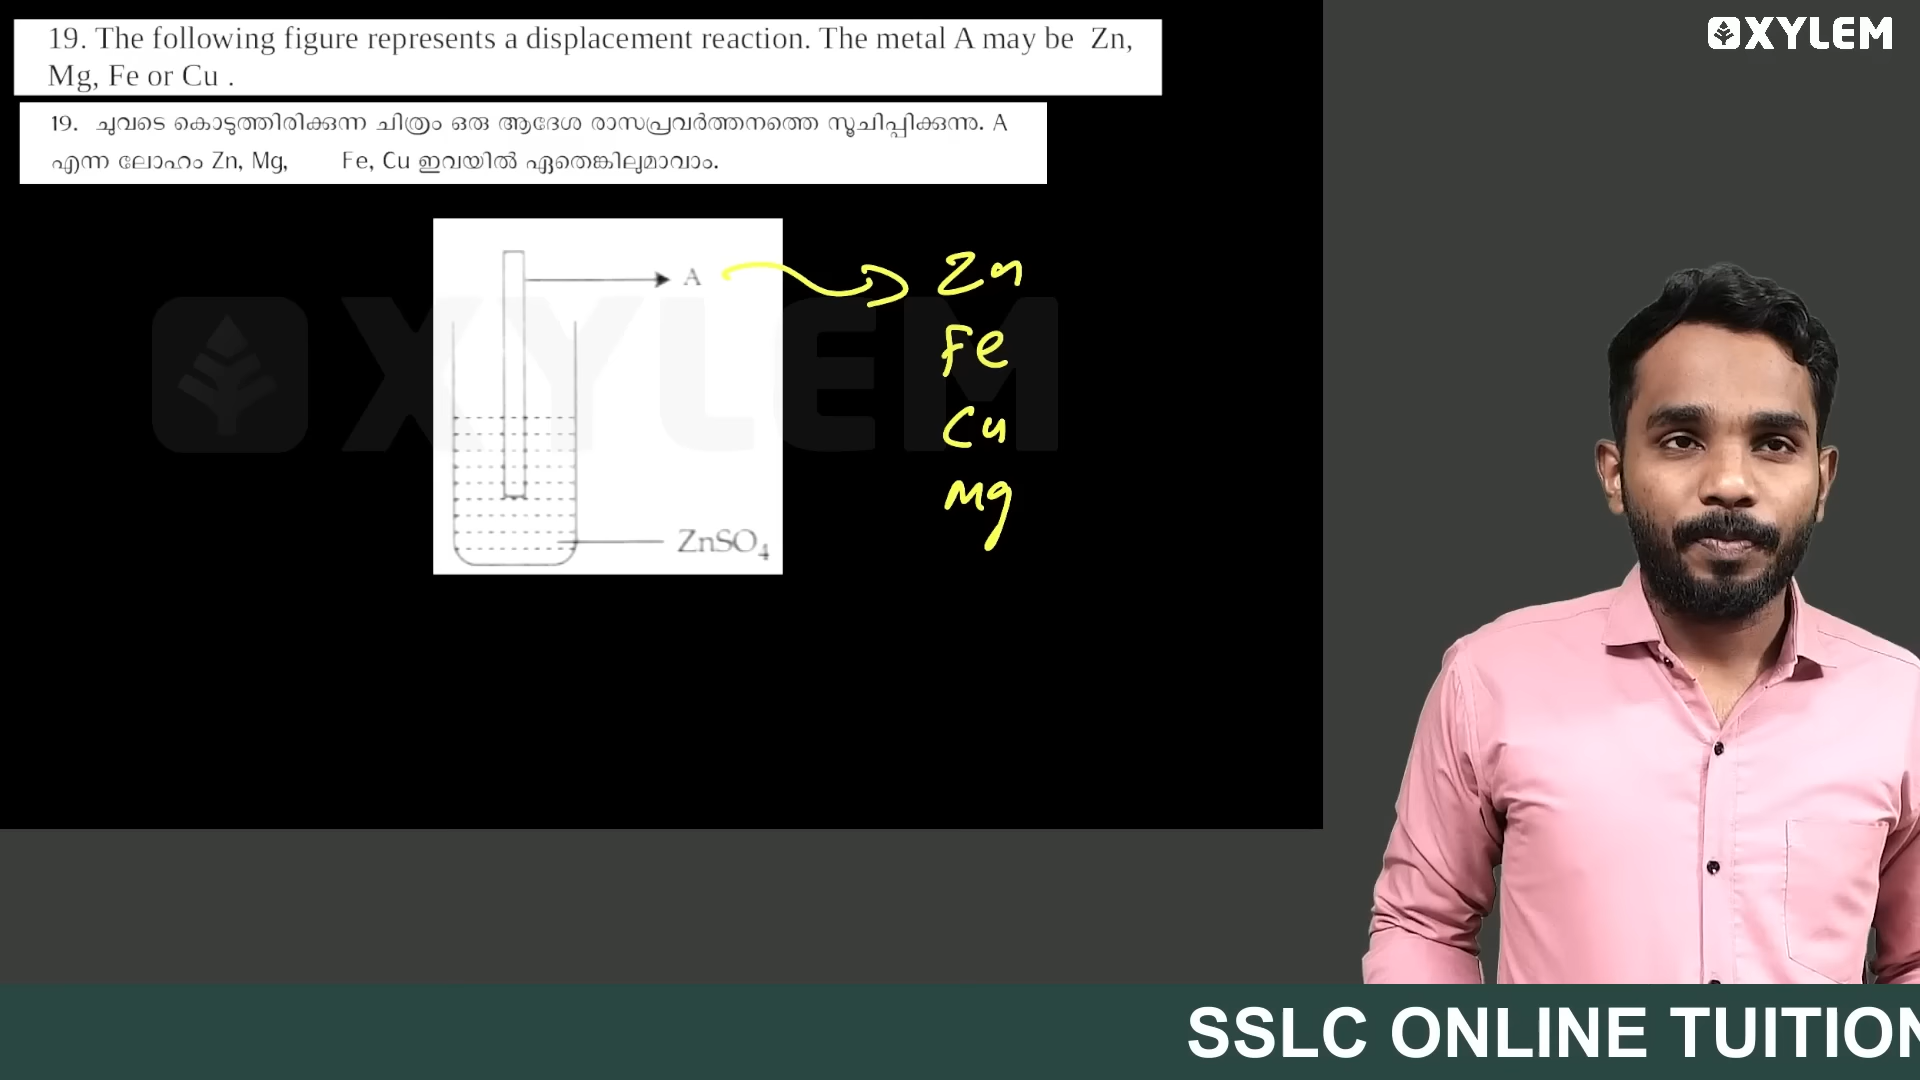 XYLEM
19. The following figure represents a displacement reaction. The metal A may be Zn,
Mg, Fe or Cu .
19. ചുവടെ കൊടുത്തിരിക്കുന്ന ചിത്രം ഒരു ആദേശ രാസപ്രവർത്തനത്തെ സൂചിപ്പിക്കുന്നു. A
എന്ന ലോഹം Zn, Mg, Fe, Cu ഇവയിൽ ഏതെങ്കിലുമാവാം.
A
Zn
Fe
Cu
Mg
ZnSO₄
XYLEM
SSLC ONLINE TUITION